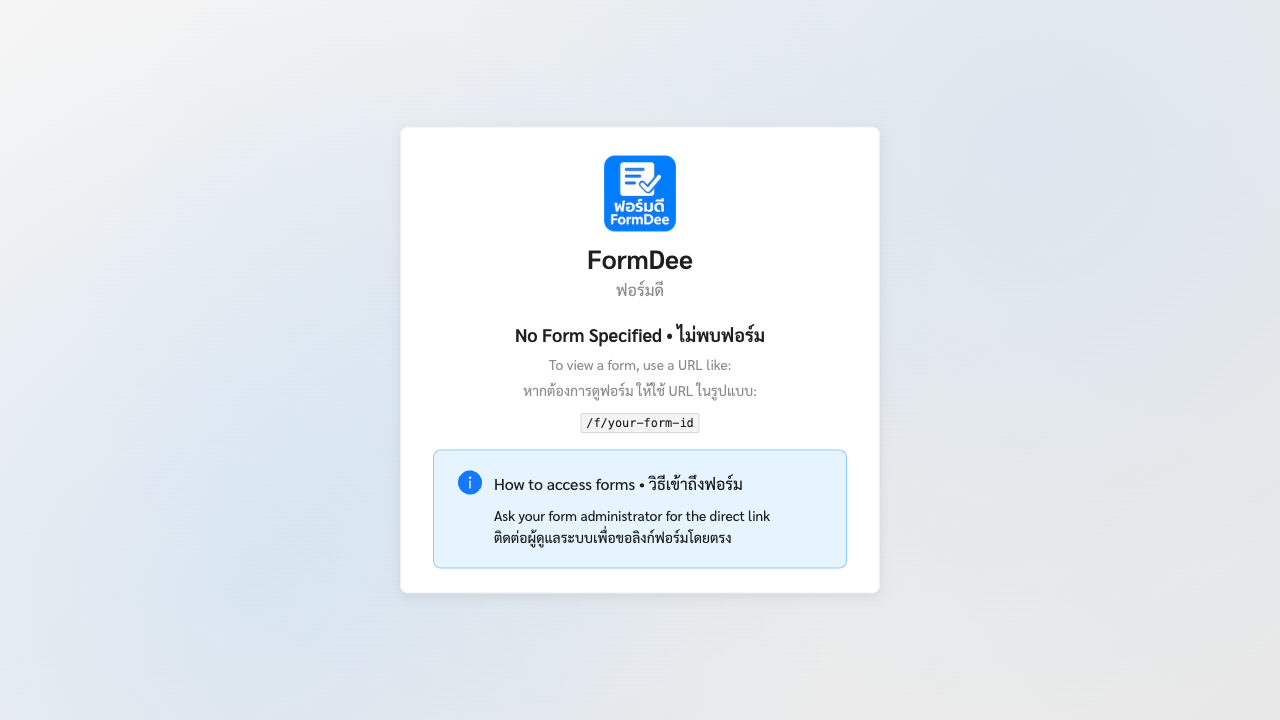 ฟอร์มดี
FormDee
FormDee
ฟอร์มดี
No Form Specified • ไม่พบฟอร์ม
To view a form, use a URL like:
หากต้องการดูฟอร์ม ให้ใช้ URL ในรูปแบบ:
/f/your-form-id
How to access forms • วิธีเข้าถึงฟอร์ม
Ask your form administrator for the direct link
ติดต่อผู้ดูแลระบบเพื่อขอลิงก์ฟอร์มโดยตรง